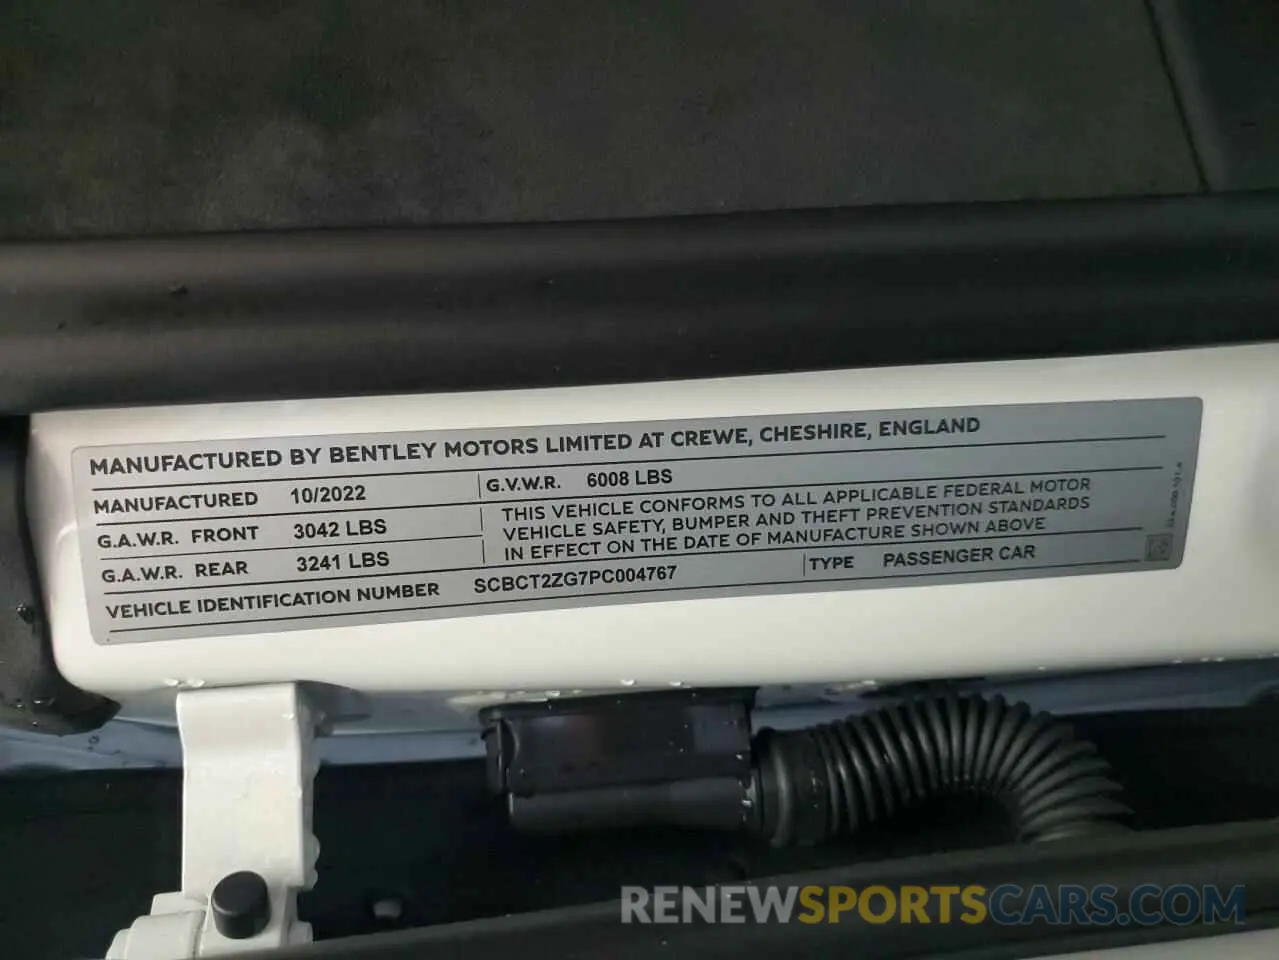 MANUFACTURED BY BENTLEY MOTORS LIMITED AT CREWE, CHESHIRE, ENGLAND
MANUFACTURED 10/2022
G.V.W.R. 6008 LBS
G.A.W.R. FRONT 3042 LBS
G.A.W.R. REAR 3241 LBS
THIS VEHICLE CONFORMS TO ALL APPLICABLE FEDERAL MOTOR
VEHICLE SAFETY, BUMPER AND THEFT PREVENTION STANDARDS
IN EFFECT ON THE DATE OF MANUFACTURE SHOWN ABOVE
VEHICLE IDENTIFICATION NUMBER SCBCT2ZG7PC004767
TYPE PASSENGER CAR
RENEWSPORTSCARS.COM